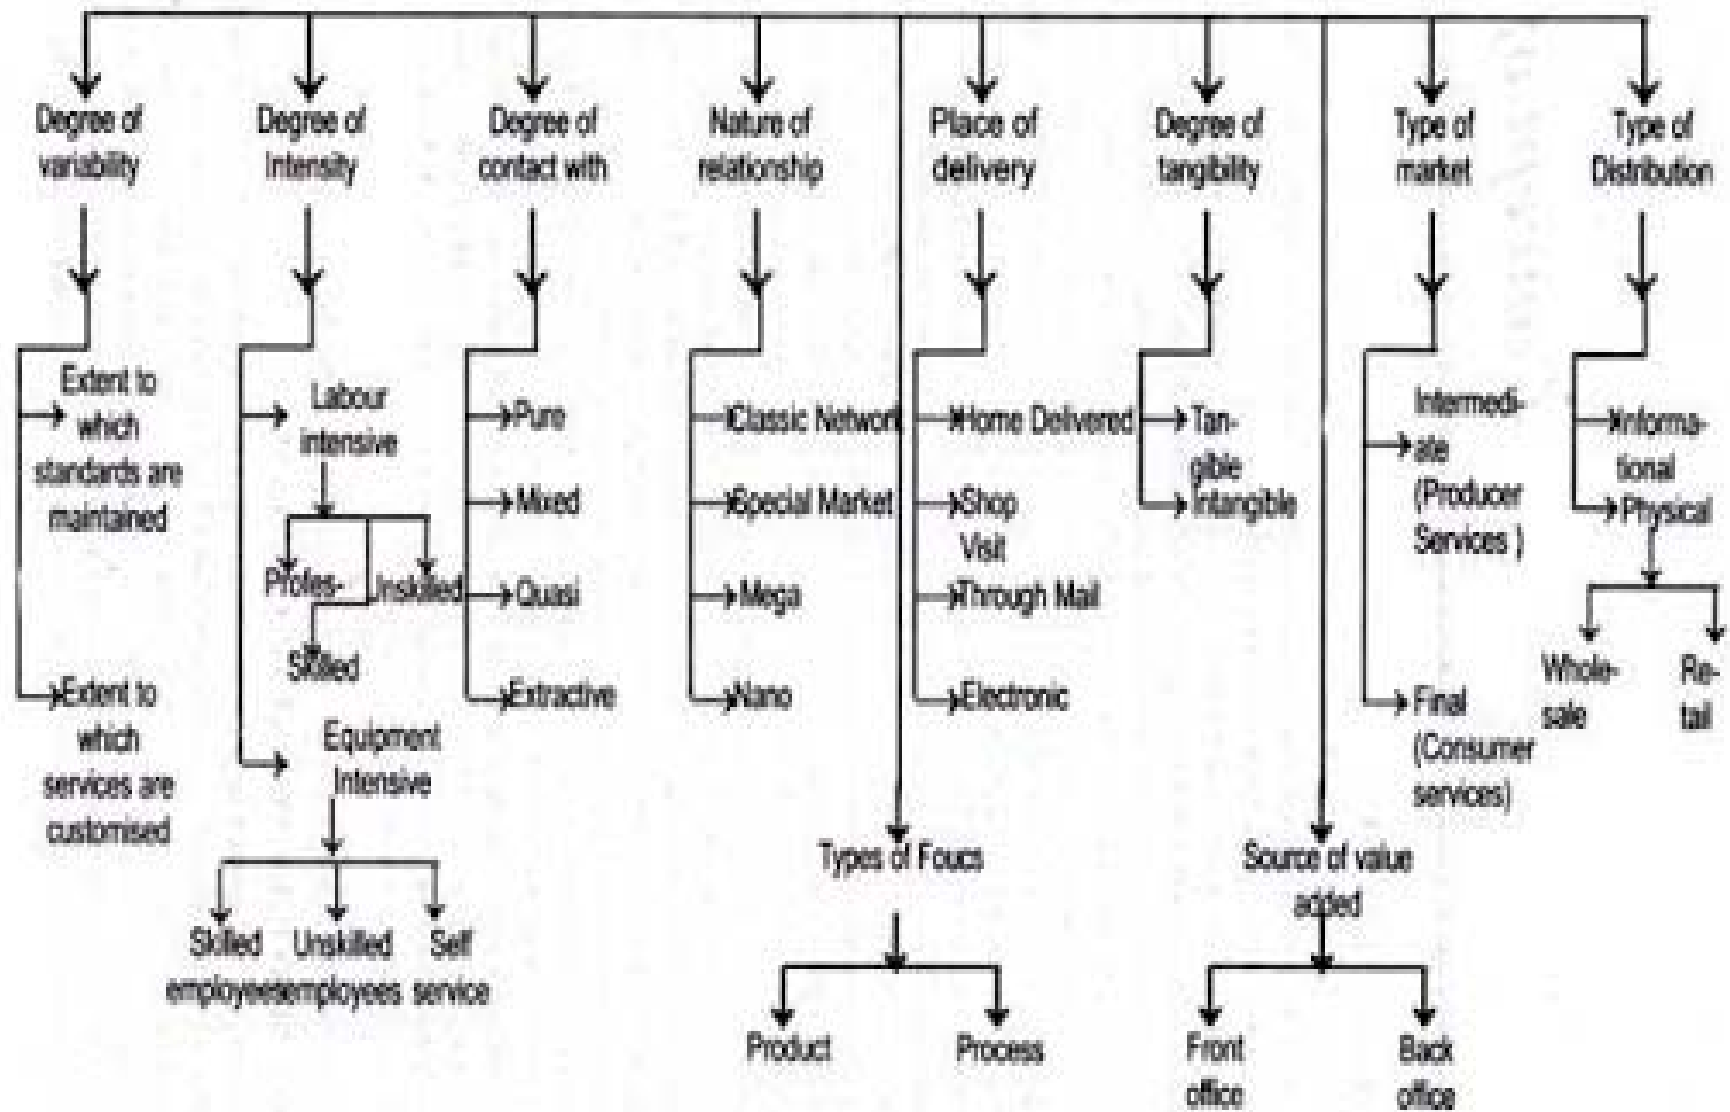 Degree of
variability
Degree of
Intensity
Degree of
contact with
Nature of
relationship
Place of
delivery
Degree of
tangibility
Type of
market
Type of
Distribution
Extent to
which
standards are
maintained
Extent to
which
services are
customised
Labour
intensive
Profes-
Unskilled
Skilled
Equipment
Intensive
Skilled
employees
Unskilled
employees
Self
service
Pure
Mixed
Quasi
Extractive
Classic Network
Special Market
Mega
Nano
Home Delivered
Shop
Visit
Through Mail
Electronic
Tan-
gible
Intangible
Intermedi-
ate
(Producer
Services )
Final
(Consumer
services)
Informa-
tional
Physical
Whole-
sale
Re-
tail
Types of Foucs
Product
Process
Source of value
added
Front
office
Back
office